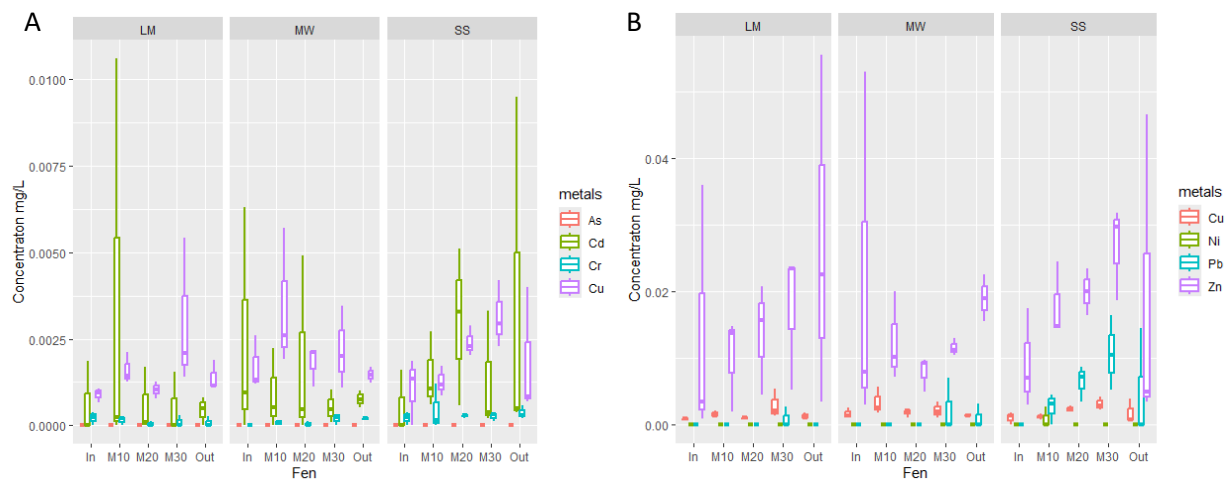 A
LM MW SS
0.0100
0.0075
0.0050
0.0025
0.0000
Concentraton mg/L
In M10 M20 M30 Out In M10 M20 M30 Out In M10 M20 M30 Out
Fen
metals
As
Cd
Cr
Cu
B
LM MW SS
0.04
0.02
0.00
Concentraton mg/L
In M10 M20 M30 Out In M10 M20 M30 Out In M10 M20 M30 Out
Fen
metals
Cu
Ni
Pb
Zn